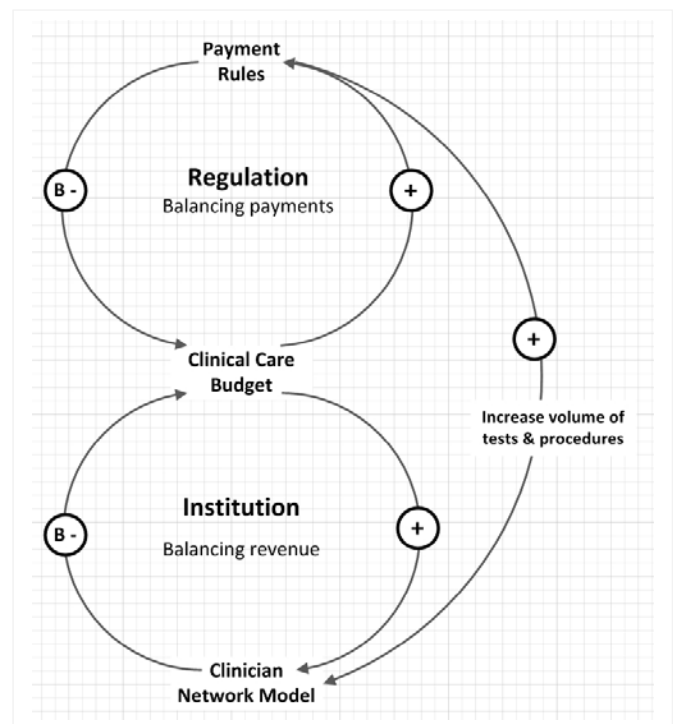 Payment
Rules
Regulation
Balancing payments
B -
+
Clinical Care
Budget
+
Increase volume of
tests & procedures
Institution
Balancing revenue
B -
+
Clinician
Network Model